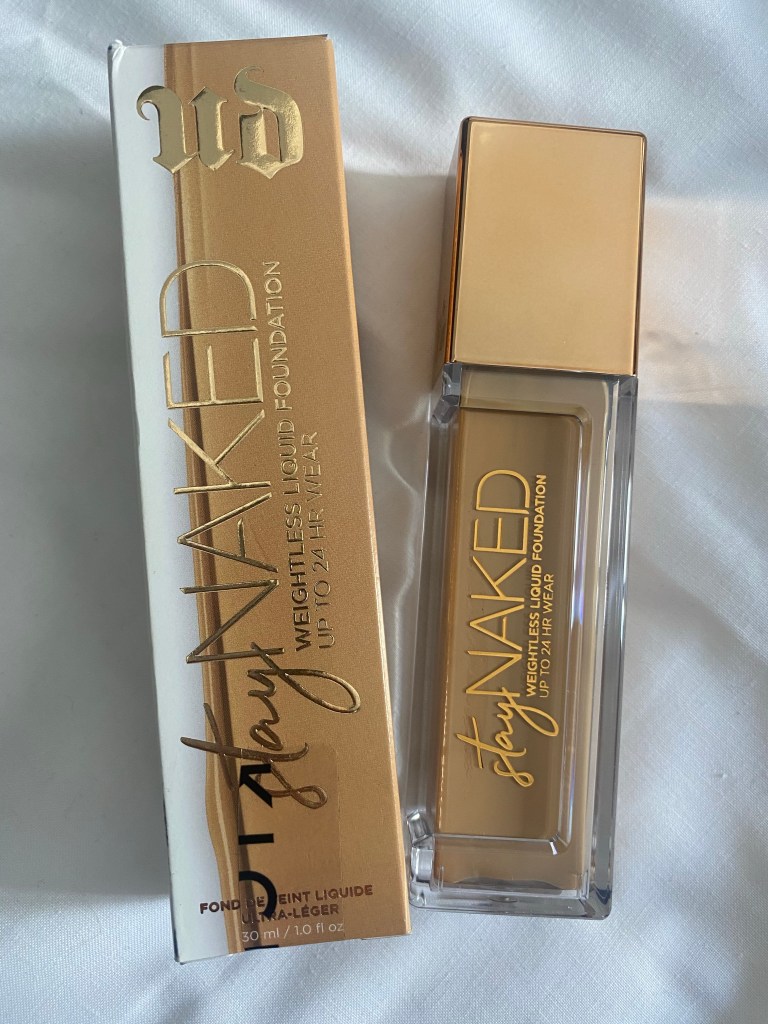 UD
stay NAKED
WEIGHTLESS LIQUID FOUNDATION
UP TO 24 HR WEAR
FOND DE TEINT LIQUIDE
ULTRA-LÉGER
30 ml / 1.0 fl oz
stay NAKED
WEIGHTLESS LIQUID FOUNDATION
UP TO 24 HR WEAR